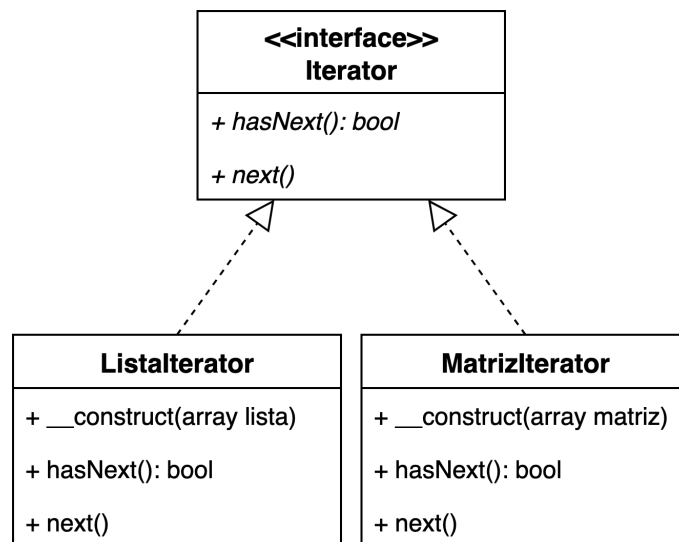 <<interface>>
Iterator
+ hasNext(): bool
+ next()
ListaIterator
+ __construct(array lista)
+ hasNext(): bool
+ next()
MatrizIterator
+ __construct(array matriz)
+ hasNext(): bool
+ next()